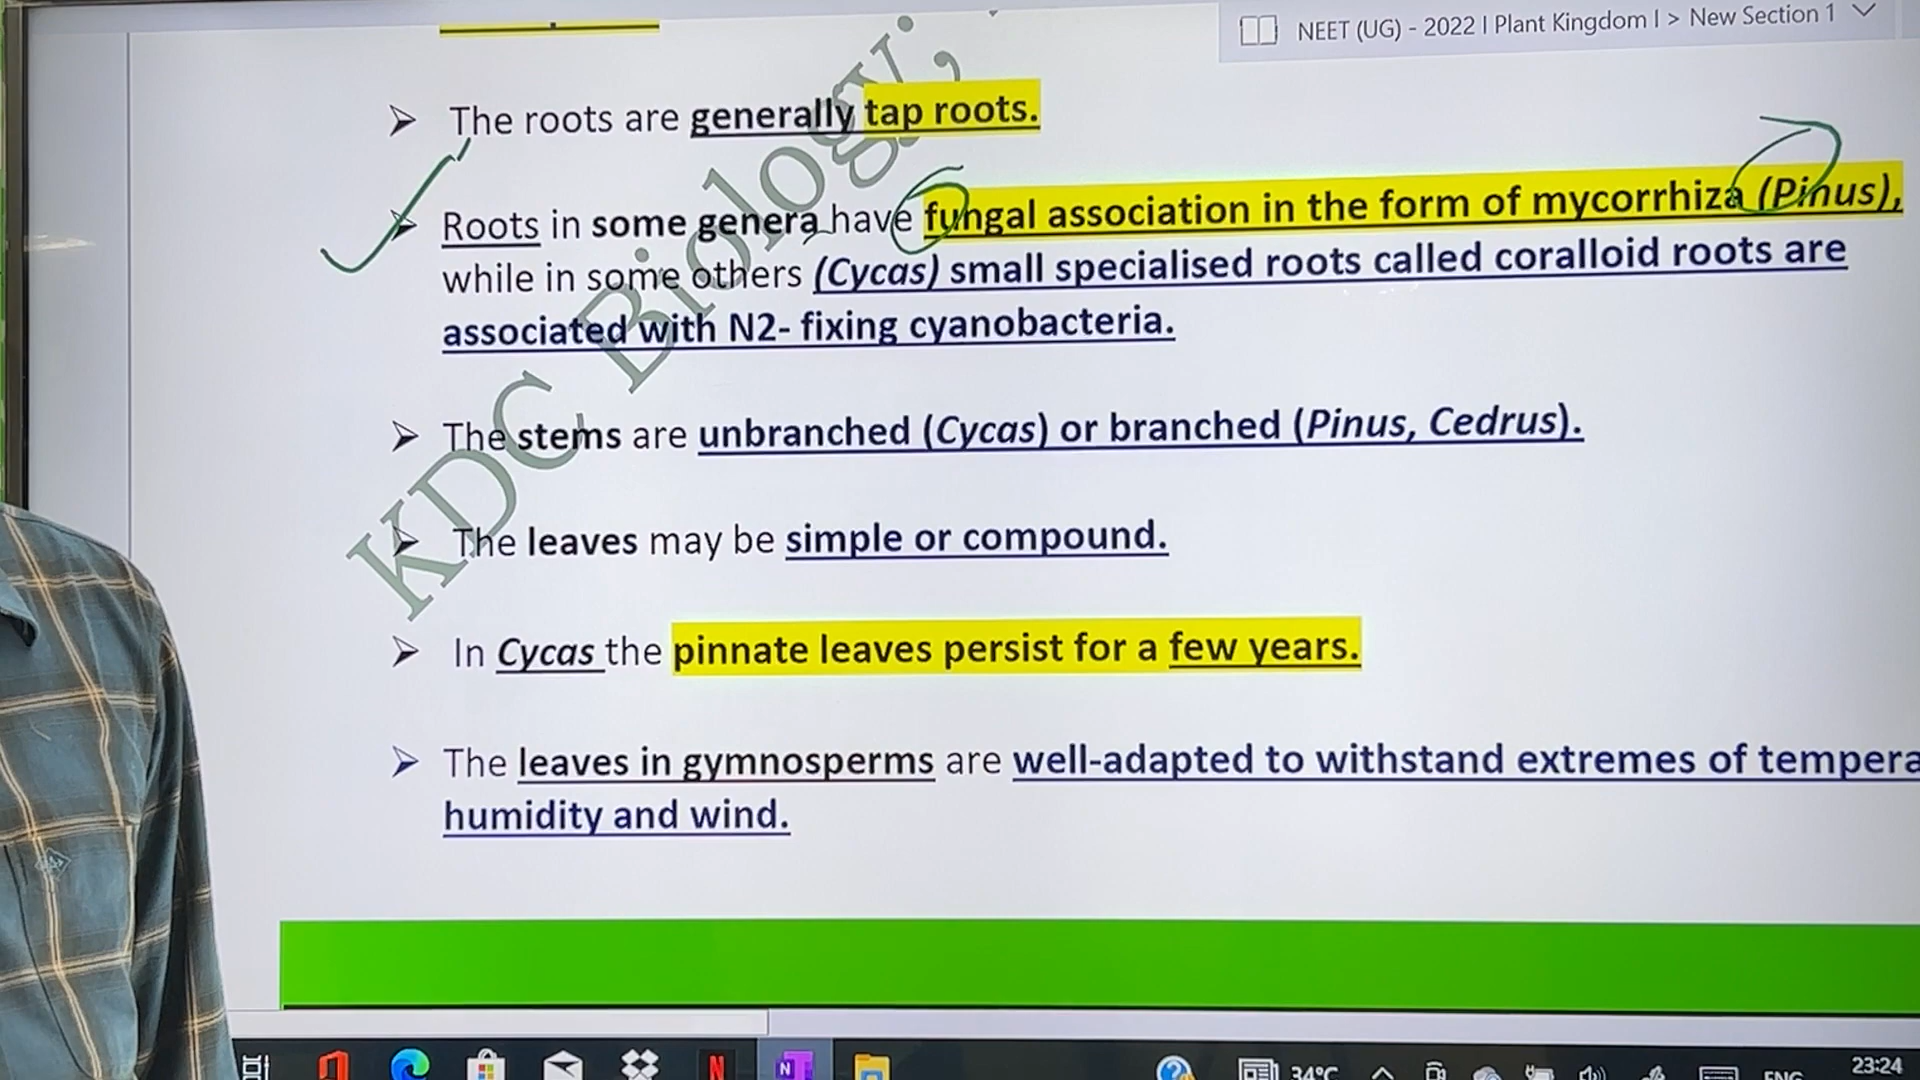 NEET (UG) - 2022 | Plant Kingdom I > New Section 1
➢ The roots are generally tap roots.
➢ Roots in some genera have fungal association in the form of mycorrhiza (Pinus),
while in some others (Cycas) small specialised roots called coralloid roots are
associated with N2- fixing cyanobacteria.
➢ The stems are unbranched (Cycas) or branched (Pinus, Cedrus).
➢ The leaves may be simple or compound.
➢ In Cycas the pinnate leaves persist for a few years.
➢ The leaves in gymnosperms are well-adapted to withstand extremes of tempera
humidity and wind.
KDC Biology;
34°C ENG 23:24